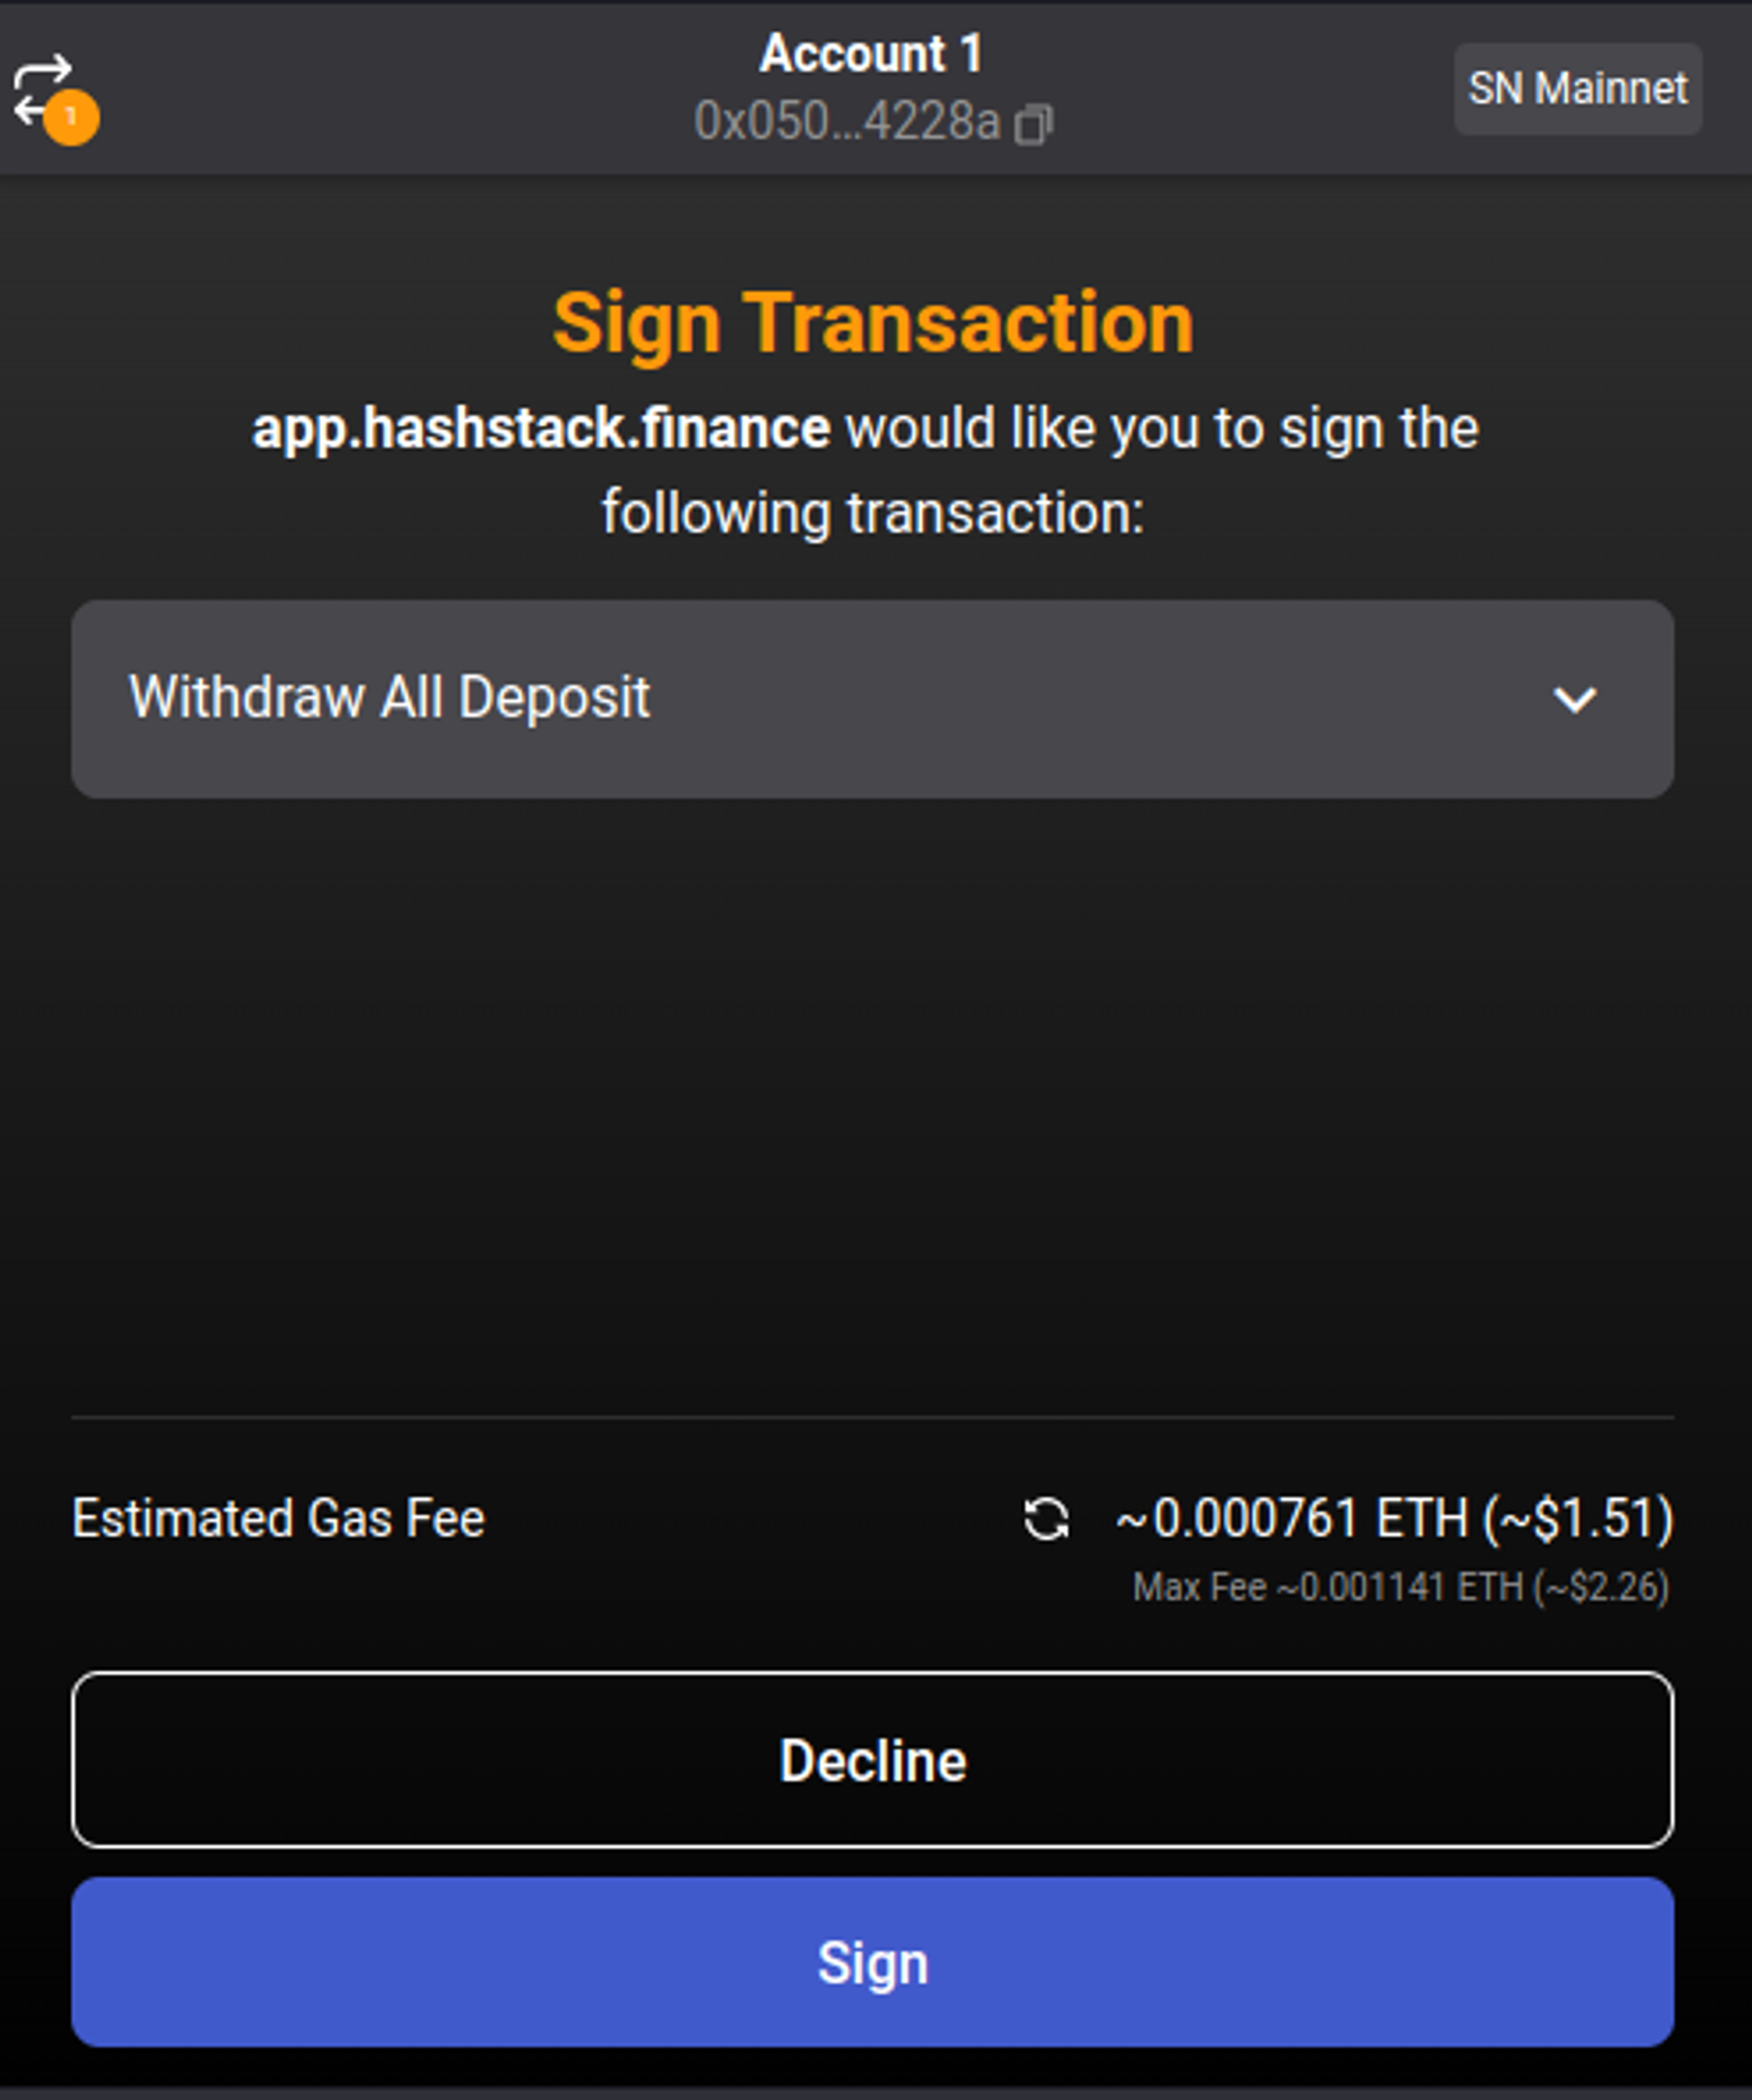 Account 1
0x050...4228a
SN Mainnet
1
Sign Transaction
app.hashstack.finance would like you to sign the
following transaction:
Withdraw All Deposit
Estimated Gas Fee
~0.000761 ETH (~$1.51)
Max Fee ~0.001141 ETH (~$2.26)
Decline
Sign